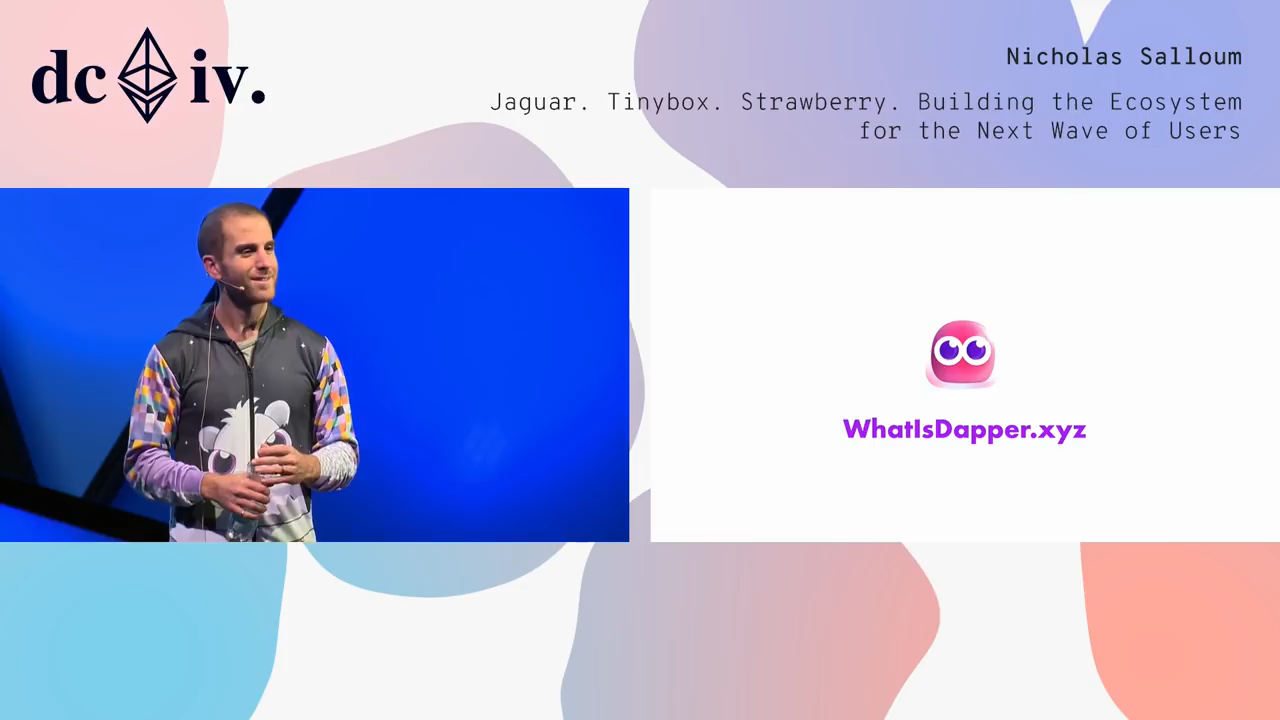 dc iv.
Nicholas Salloum
Jaguar. Tinybox. Strawberry. Building the Ecosystem
for the Next Wave of Users
WhatIsDapper.xyz